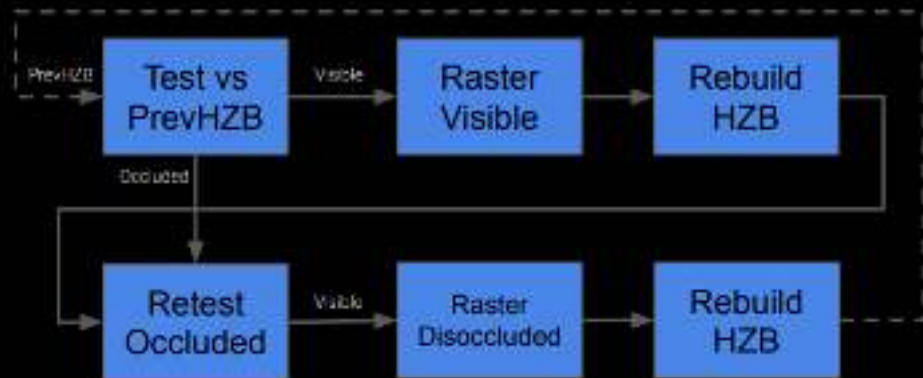 PrevHZB
Test vs
PrevHZB
Visible
Raster
Visible
Rebuild
HZB
Occluded
Retest
Occluded
Visible
Raster
Disoccluded
Rebuild
HZB